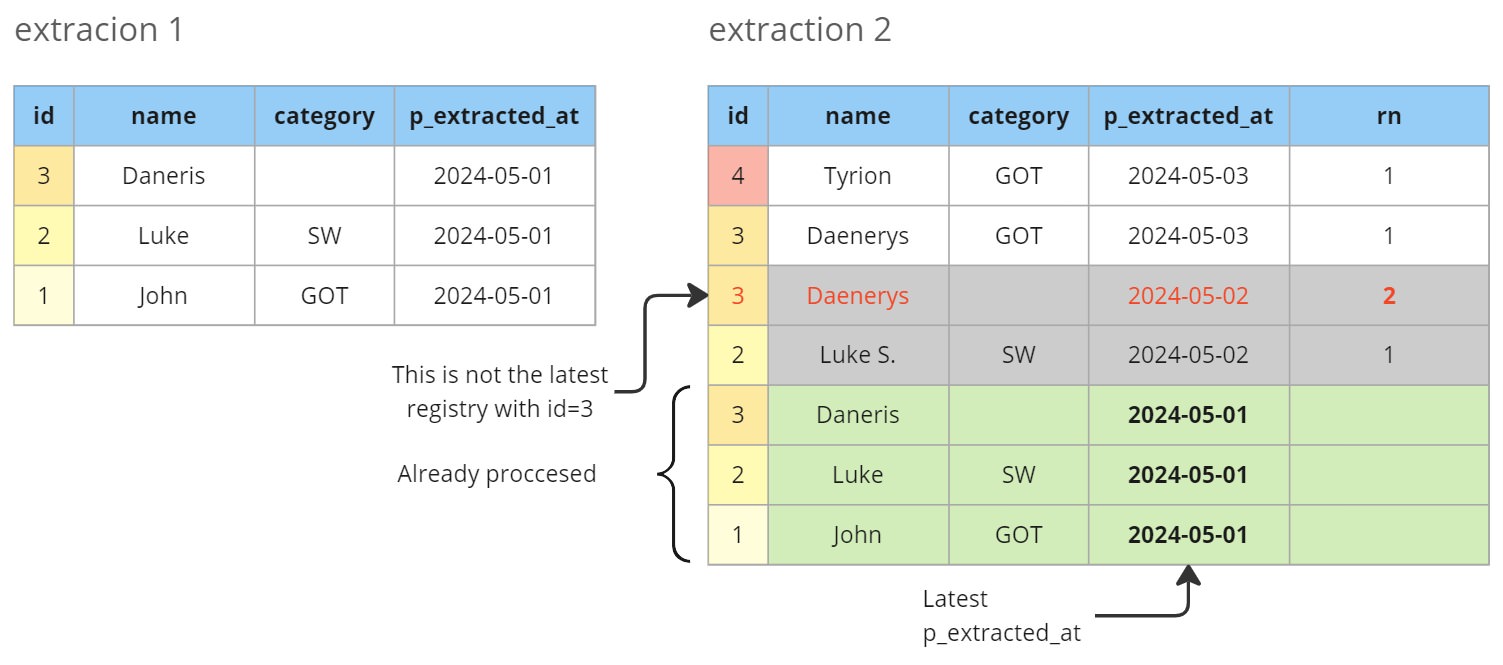 extracion 1
id name category p_extracted_at
3 Daneris 2024-05-01
2 Luke SW 2024-05-01
1 John GOT 2024-05-01
extraction 2
id name category p_extracted_at rn
4 Tyrion GOT 2024-05-03 1
3 Daenerys GOT 2024-05-03 1
3 Daenerys 2024-05-02 2
2 Luke S. SW 2024-05-02 1
3 Daneris 2024-05-01
2 Luke SW 2024-05-01
1 John GOT 2024-05-01
This is not the latest
registry with id=3
Already proccesed
Latest
p_extracted_at